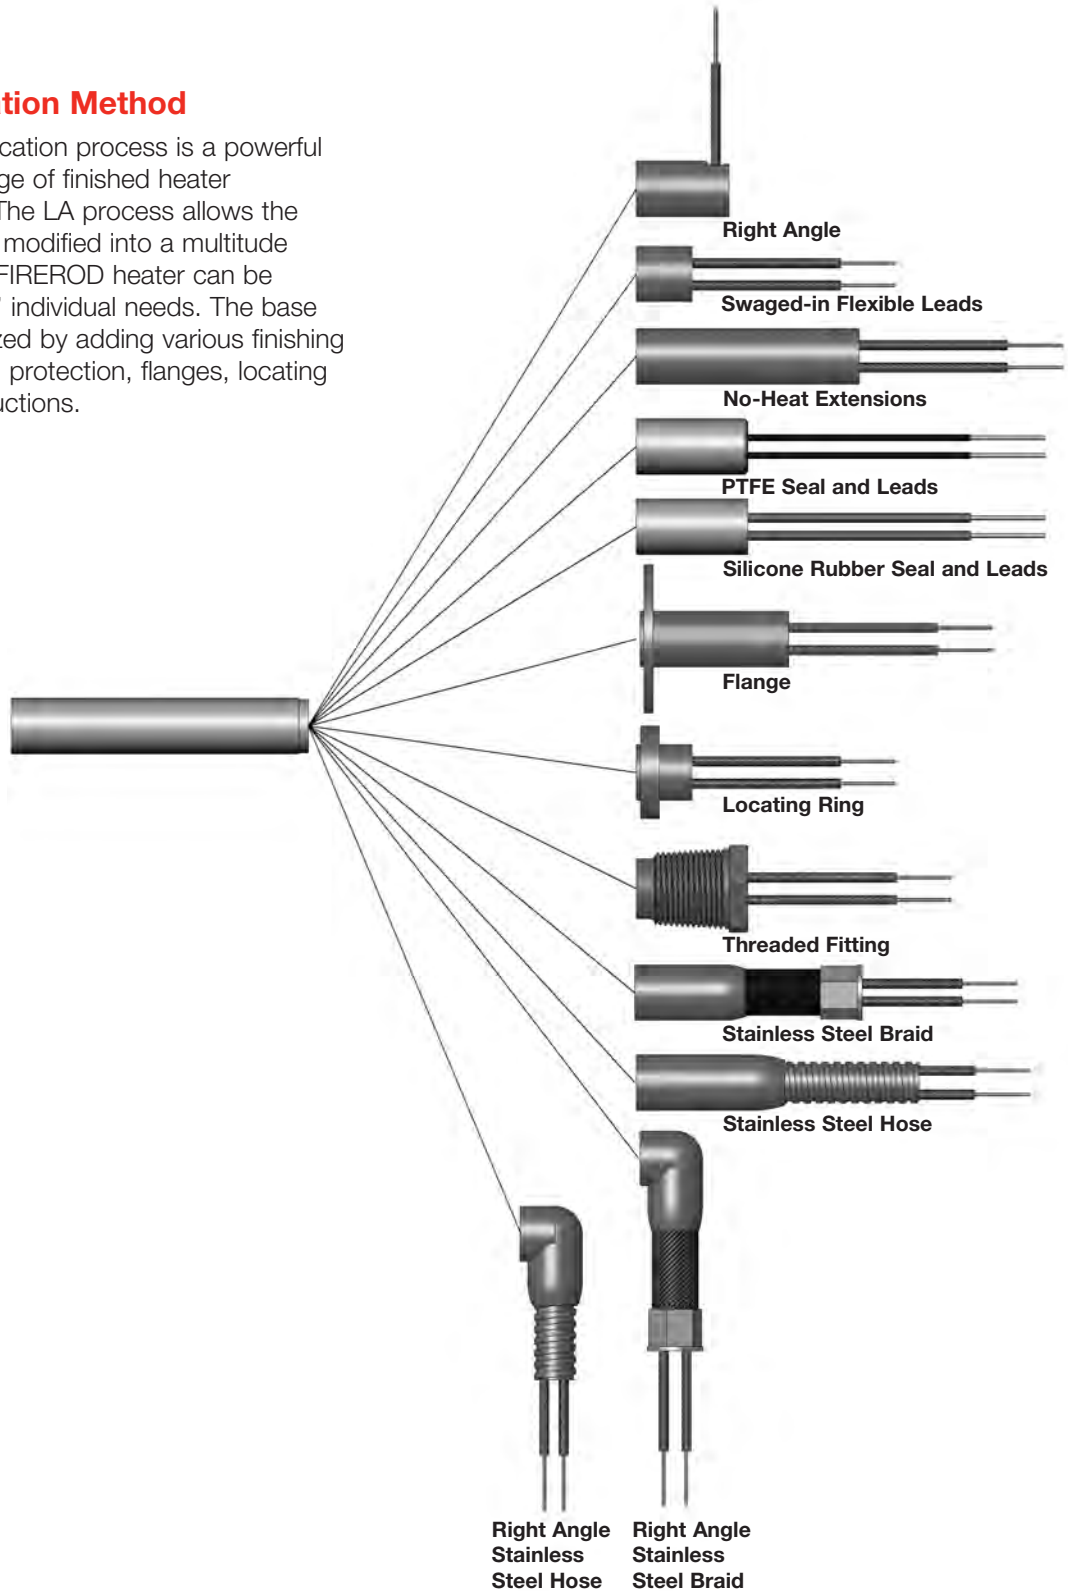 tion Method
cation process is a powerful
ge of finished heater
The LA process allows the
modified into a multitude
FIREROD heater can be
' individual needs. The base
zed by adding various finishing
protection, flanges, locating
uctions.
Right Angle
Swaged-in Flexible Leads
No-Heat Extensions
PTFE Seal and Leads
Silicone Rubber Seal and Leads
Flange
Locating Ring
Threaded Fitting
Stainless Steel Braid
Stainless Steel Hose
Right Angle
Stainless
Steel Hose
Right Angle
Stainless
Steel Braid